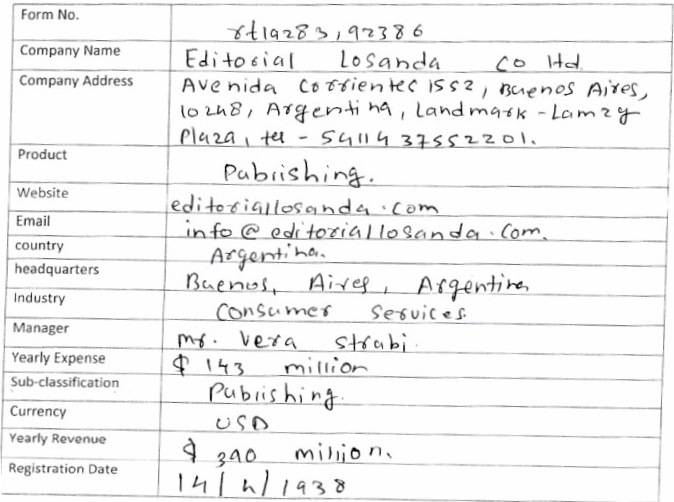 Form No. rt19283,92386
Company Name Editorial Losanda Co Ltd.
Company Address Avenida Corrientes 1552, Buenos Aires,
10248, Argentina, Landmark - Lamzy
Plaza, tel - 541143755 2201.
Product Publishing.
Website editoriallosanda.com
Email info@editoriallosanda.com.
country Argentina.
headquarters Buenos, Aires, Argentina
Industry Consumer Services.
Manager mr. Vera Strabi.
Yearly Expense $ 143 million
Sub-classification Publishing.
Currency USD
Yearly Revenue $ 390 million.
Registration Date 14/4/1938